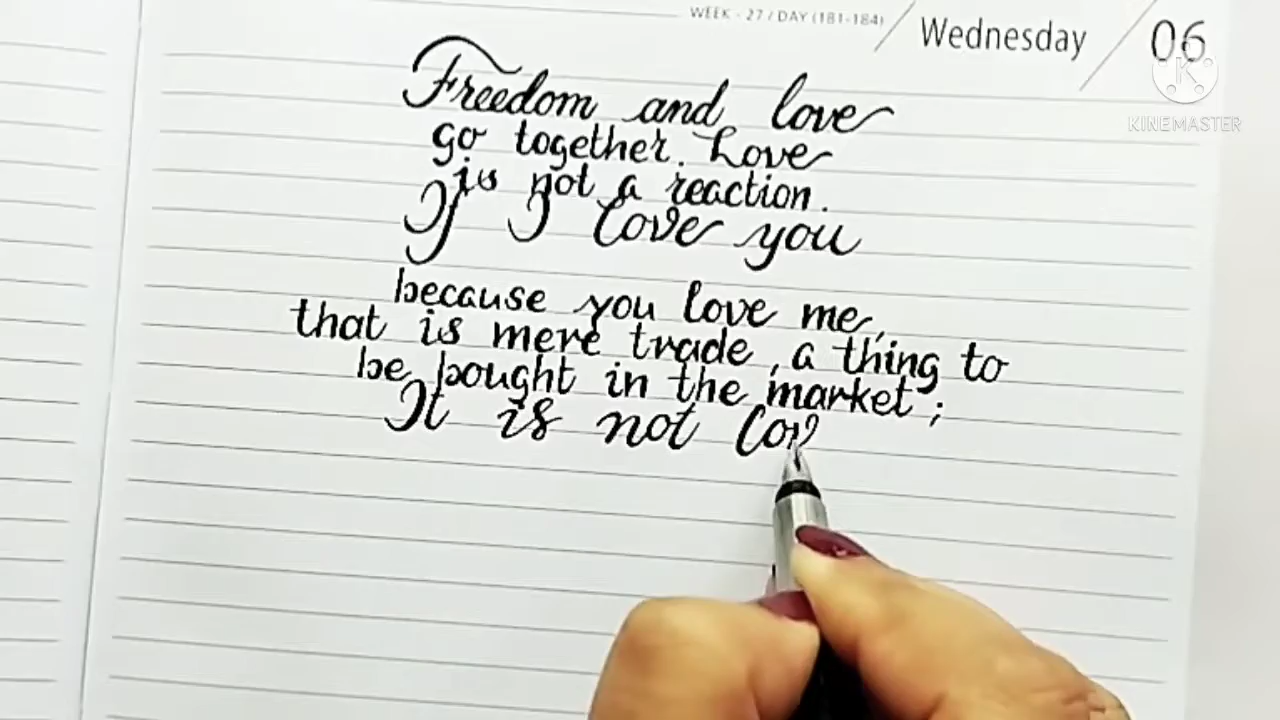 WEEK - 27 / DAY (181-184)
Wednesday
06
KINEMASTER
Freedom and love
go together. Love
is not a reaction.
If I love you
because you love me,
that is mere trade, a thing to
be bought in the market;
It is not lov